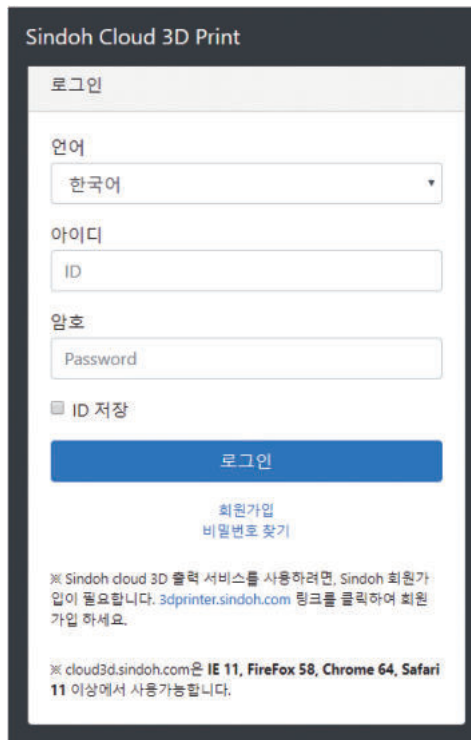 Sindoh Cloud 3D Print
로그인
언어
한국어
아이디
ID
암호
Password
ID 저장
로그인
회원가입
비밀번호 찾기
※ Sindoh cloud 3D 출력 서비스를 사용하려면, Sindoh 회원가
입이 필요합니다. 3dprinter.sindoh.com 링크를 클릭하여 회원
가입 하세요.
※ cloud3d.sindoh.com은 IE 11, FireFox 58, Chrome 64, Safari
11 이상에서 사용가능합니다.